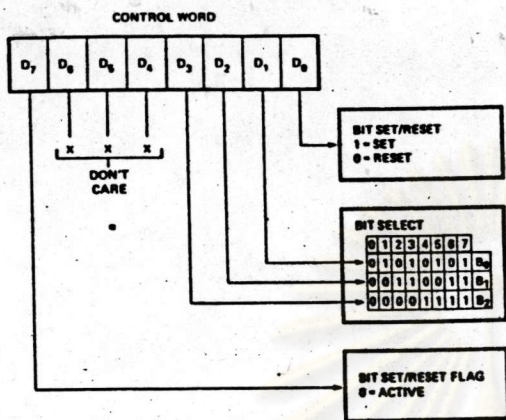 CONTROL WORD
D7 D6 D5 D4 D3 D2 D1 D0
X X X
DON'T
CARE
BIT SET/RESET
1 = SET
0 = RESET
BIT SELECT
0 1 2 3 4 5 6 7
0 1 0 1 0 1 0 1 B0
0 0 1 1 0 0 1 1 B1
0 0 0 0 1 1 1 1 B2
BIT SET/RESET FLAG
0 = ACTIVE